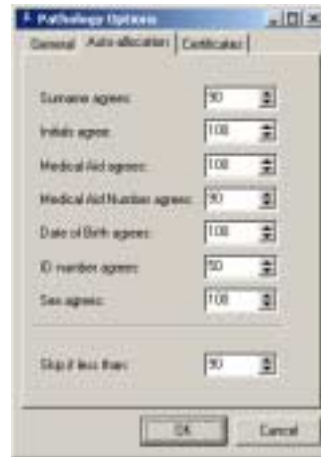 Pathology Options
General Auto-allocation Certificates
Surname agrees: 90
Initials agree: 100
Medical Aid agrees: 100
Medical Aid Number agrees: 90
Date of Birth agrees: 100
ID number agrees: 50
Sex agrees: 100
Skip if less than: 90
OK Cancel